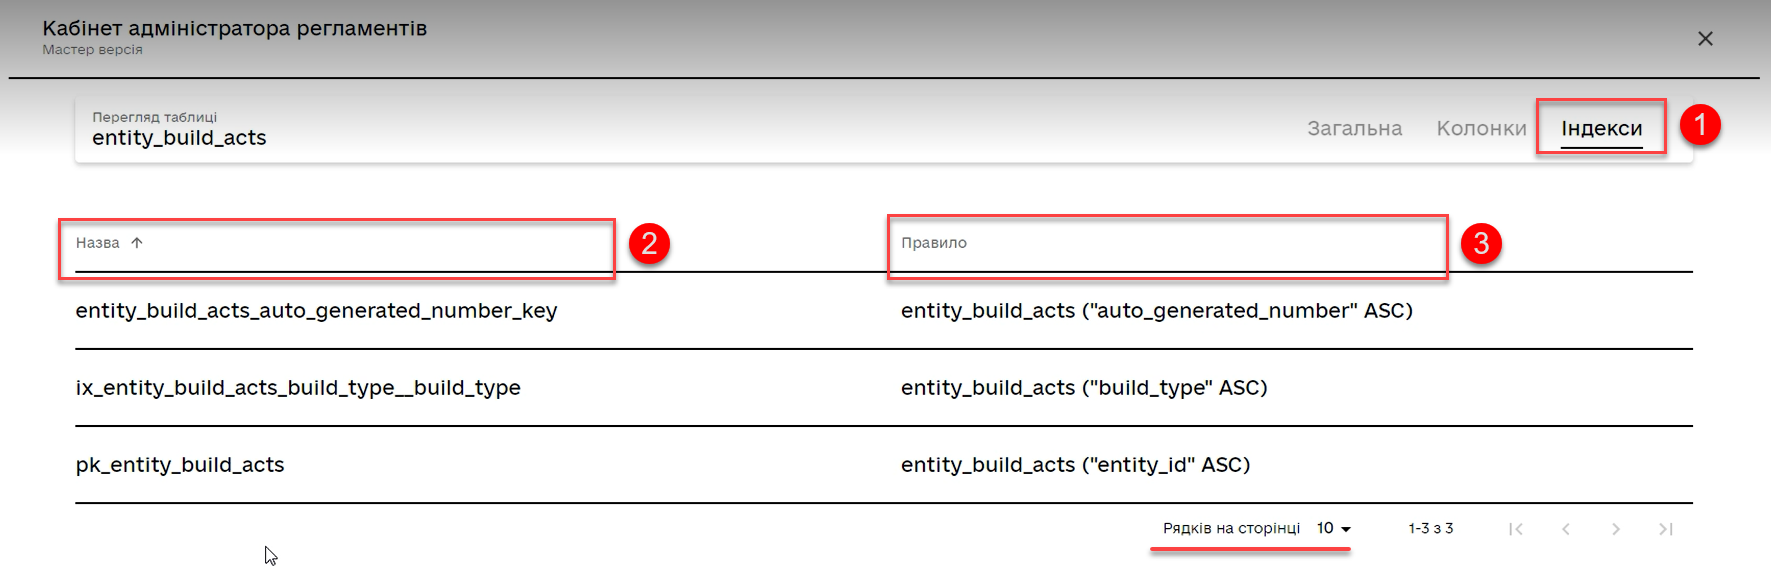 Кабінет адміністратора регламентів
Мастер версія
Перегляд таблиці
entity_build_acts
Загальна Колонки Індекси 1
Назва ↑ 2 Правило 3
entity_build_acts_auto_generated_number_key entity_build_acts ("auto_generated_number" ASC)
ix_entity_build_acts_build_type__build_type entity_build_acts ("build_type" ASC)
pk_entity_build_acts entity_build_acts ("entity_id" ASC)
Рядків на сторінці 10 1-3 з 3